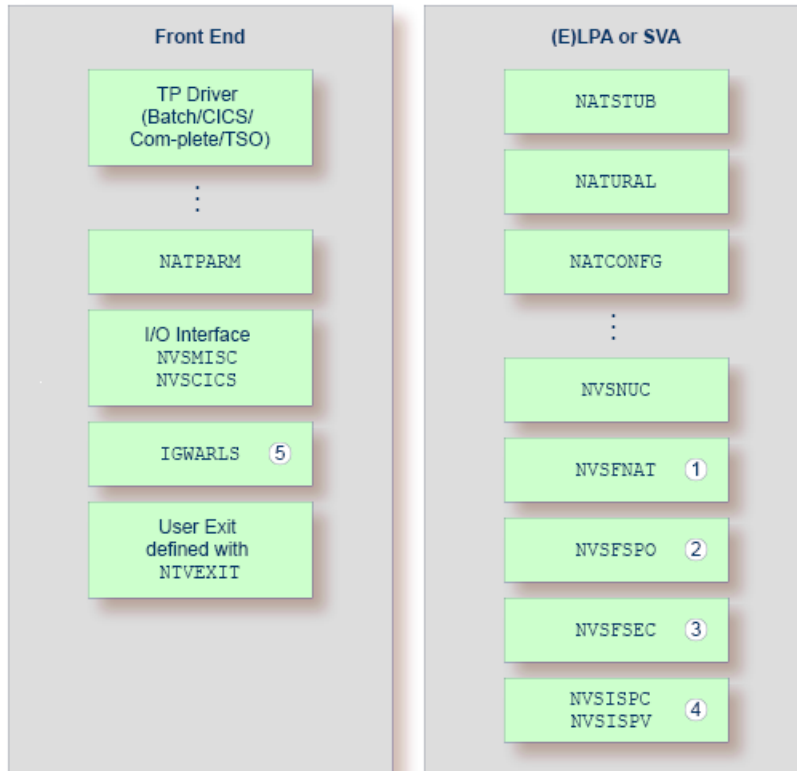 Front End
TP Driver
(Batch/CICS/
Com-plete/TSO)
NATPARM
I/O Interface
NVSMISC
NVSCICS
IGWARLS 5
User Exit
defined with
NTVEXIT
(E)LPA or SVA
NATSTUB
NATURAL
NATCONFG
NVSNUC
NVSFNAT 1
NVSFSPO 2
NVSFSEC 3
NVSISPC
NVSISPV 4